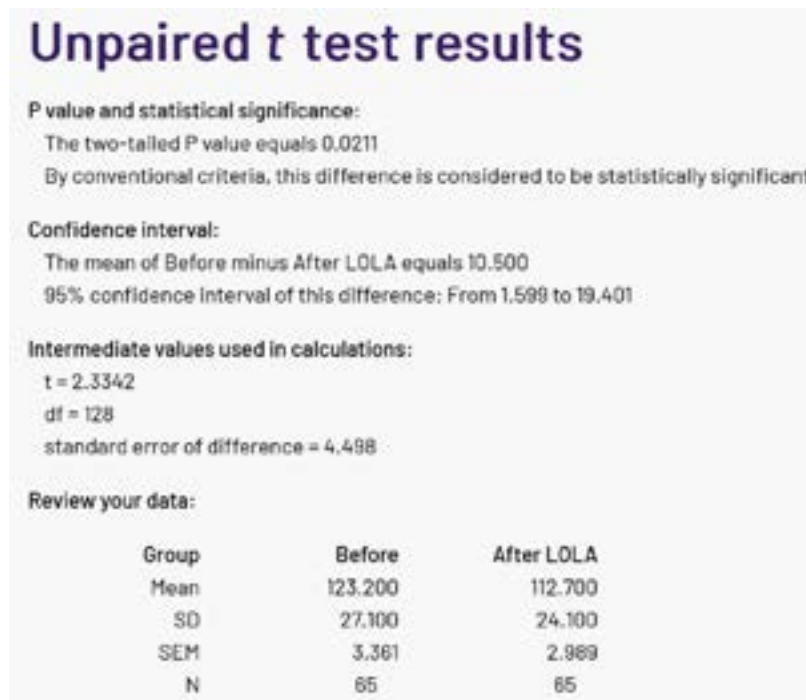 Unpaired t test results
P value and statistical significance:
The two-tailed P value equals 0.0211
By conventional criteria, this difference is considered to be statistically significant
Confidence interval:
The mean of Before minus After LOLA equals 10.500
95% confidence interval of this difference: From 1.599 to 19.401
Intermediate values used in calculations:
t = 2.3342
df = 128
standard error of difference = 4.498
Review your data:
Group Before After LOLA
Mean 123.200 112.700
SD 27.100 24.100
SEM 3.361 2.989
N 65 65